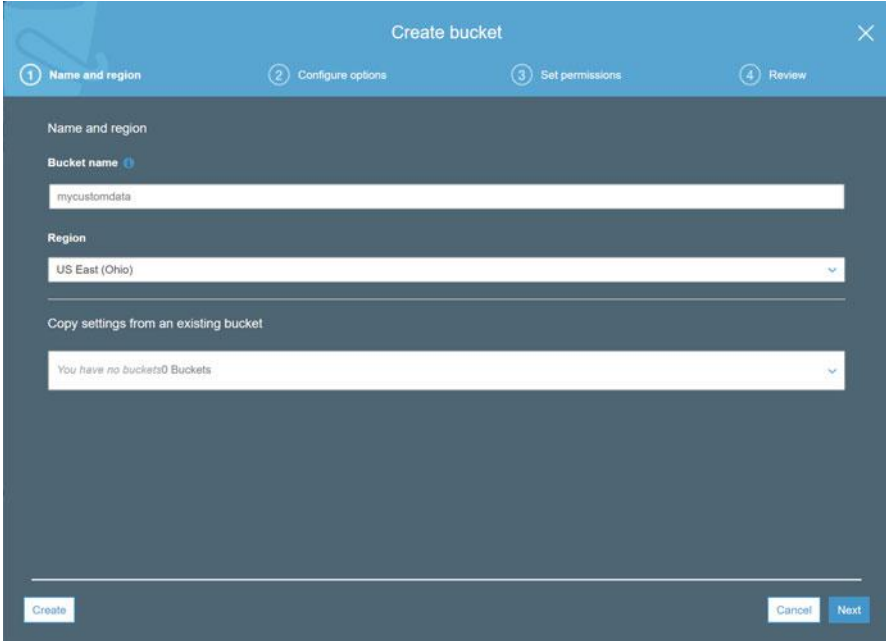 Create bucket
1 Name and region 2 Configure options 3 Set permissions 4 Review
Name and region
Bucket name
mycustomdata
Region
US East (Ohio)
Copy settings from an existing bucket
You have no buckets0 Buckets
Create Cancel Next